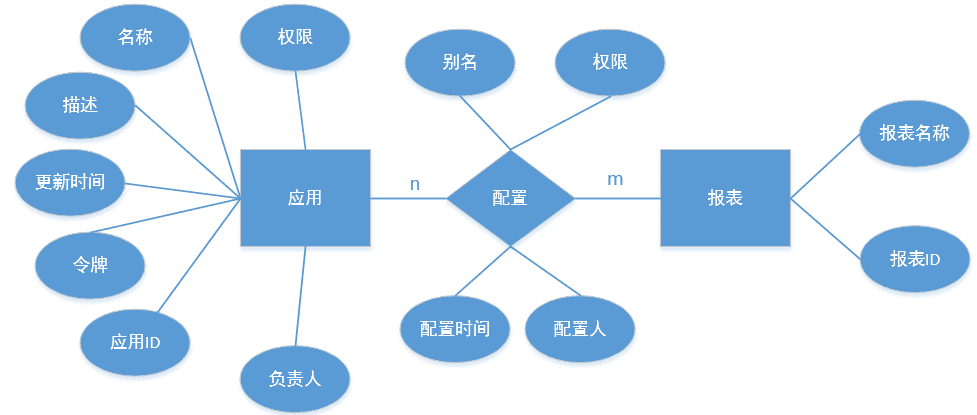 名称
权限
别名
权限
描述
报表名称
更新时间
应用
n
配置
m
报表
令牌
报表ID
应用ID
配置时间
配置人
负责人